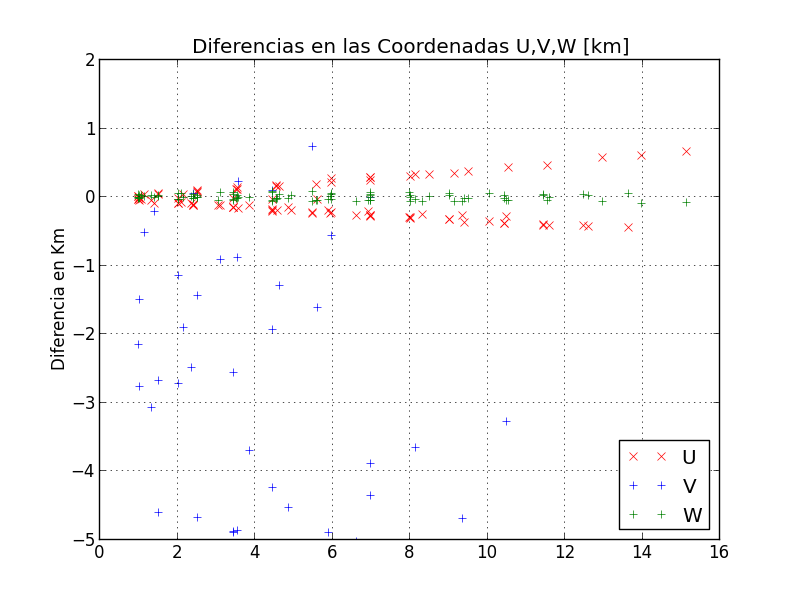 Diferencias en las Coordenadas U,V,W [km]
2
1
0
−1
−2
−3
−4
−5
Diferencia en Km
U
V
W
0 2 4 6 8 10 12 14 16